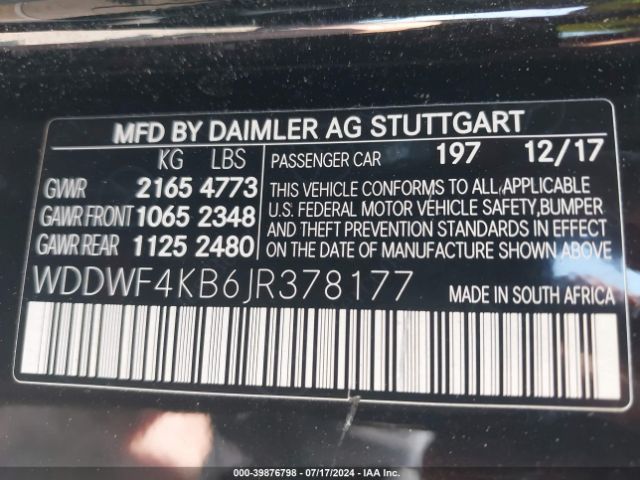 MFD BY DAIMLER AG STUTTGART
KG LBS
GVWR 2165 4773
GAWR FRONT 1065 2348
GAWR REAR 1125 2480
PASSENGER CAR 197 12/17
THIS VEHICLE CONFORMS TO ALL APPLICABLE
U.S. FEDERAL MOTOR VEHICLE SAFETY, BUMPER
AND THEFT PREVENTION STANDARDS IN EFFECT
ON THE DATE OF MANUFACTURE SHOWN ABOVE
WDDWF4KB6JR378177 MADE IN SOUTH AFRICA
000-39876798 - 07/17/2024 - IAA Inc.